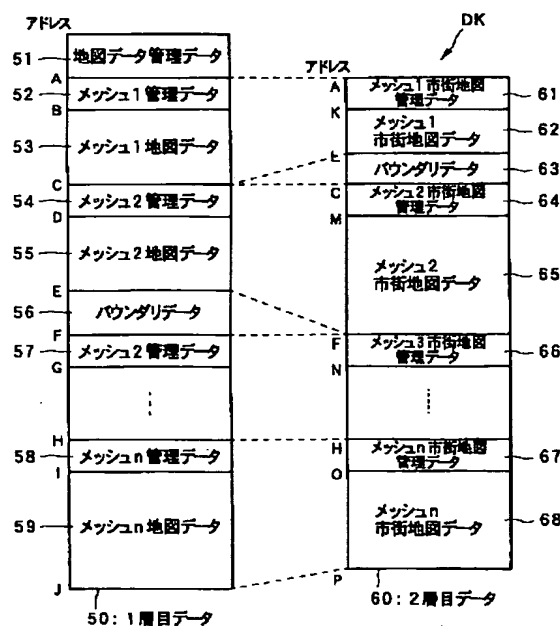 DK
アドレス
51
地図データ管理データ
A
52
メッシュ1管理データ
B
53
メッシュ1地図データ
C
54
メッシュ2管理データ
D
55
メッシュ2地図データ
E
56
バウンダリデータ
F
57
メッシュ2管理データ
G
H
58
メッシュn管理データ
I
59
メッシュn地図データ
J
50:1層目データ
アドレス
A
メッシュ1市街地図
管理データ
61
K
メッシュ1
市街地図データ
62
L
バウンダリデータ
63
C
メッシュ2市街地図
管理データ
64
M
メッシュ2
市街地図データ
65
F
メッシュ3市街地図
管理データ
66
N
H
メッシュn市街地図
管理データ
67
O
メッシュn
市街地図データ
68
P
60:2層目データ